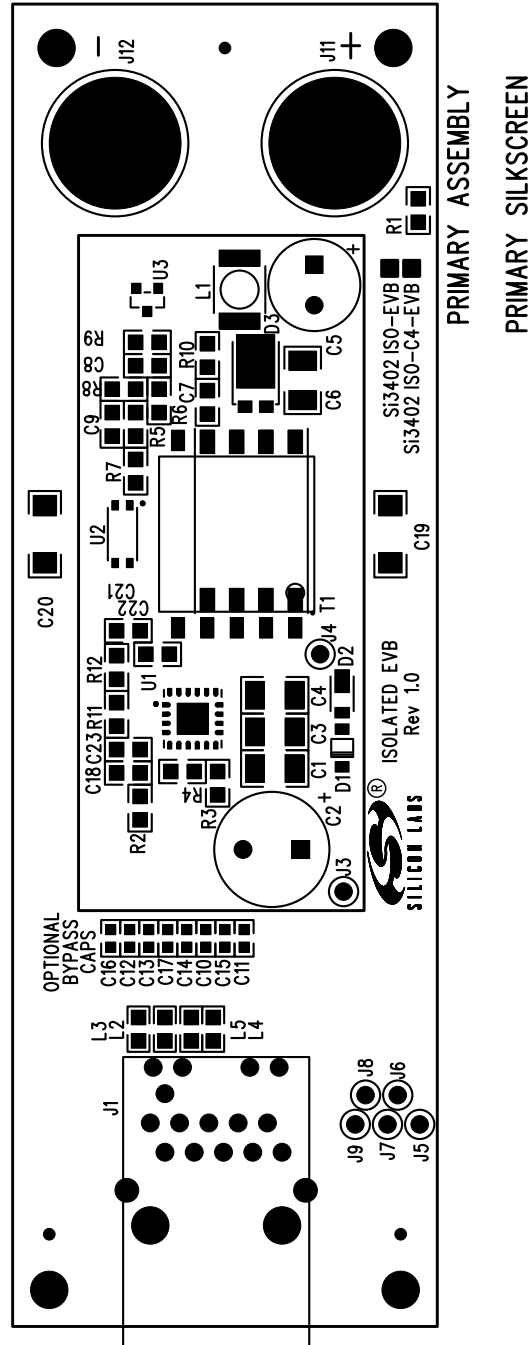 − J12
J11 +
PRIMARY ASSEMBLY
PRIMARY SILKSCREEN
R1
U3
L1
+
C5
D3
R9
C8
R10
R8
C7
C6
C9
R6
R5
R7
Si3402 ISO-EVB
Si3402 ISO-C4-EVB
U2
C20
C19
C21
C22
T1
J4
U1
R12
D2
R11
C4
C3
C1
D1
ISOLATED EVB
Rev 1.0
C23
C18
R4
R3
R2
+
C2
J3
®
SILICON LABS
OPTIONAL
BYPASS
CAPS
C16
C12
C13
C17
C14
C10
C15
C11
L3
L2
L5
L4
J1
J8
J6
J9
J7
J5